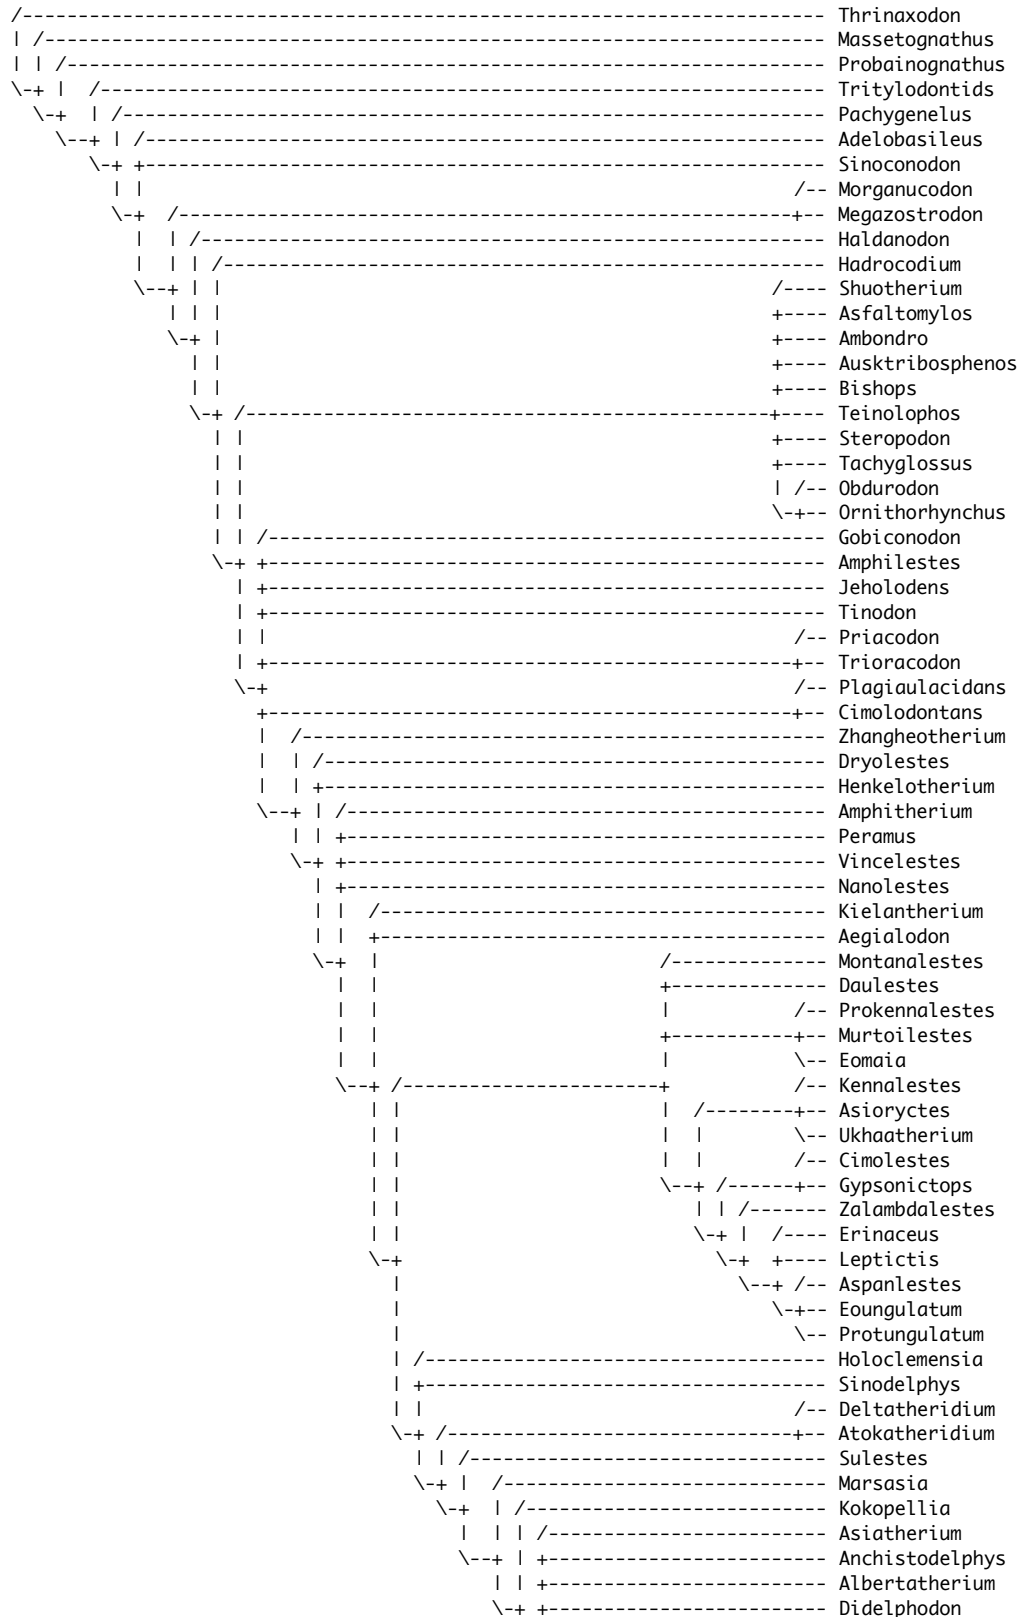 Thrinaxodon
Massetognathus
Probainognathus
Tritylodontids
Pachygenelus
Adelobasileus
Sinoconodon
Morganucodon
Megazostrodon
Haldanodon
Hadrocodium
Shuotherium
Asfaltomylos
Ambondro
Ausktribosphenos
Bishops
Teinolophos
Steropodon
Tachyglossus
Obdurodon
Ornithorhynchus
Gobiconodon
Amphilestes
Jeholodens
Tinodon
Priacodon
Trioracodon
Plagiaulacidans
Cimolodontans
Zhangheotherium
Dryolestes
Henkelotherium
Amphitherium
Peramus
Vincelestes
Nanolestes
Kielantherium
Aegialodon
Montanalestes
Daulestes
Prokennalestes
Murtoilestes
Eomaia
Kennalestes
Asioryctes
Ukhaatherium
Cimolestes
Gypsonictops
Zalambdalestes
Erinaceus
Leptictis
Aspanlestes
Eoungulatum
Protungulatum
Holoclemensia
Sinodelphys
Deltatheridium
Atokatheridium
Sulestes
Marsasia
Kokopellia
Asiatherium
Anchistodelphys
Albertatherium
Didelphodon